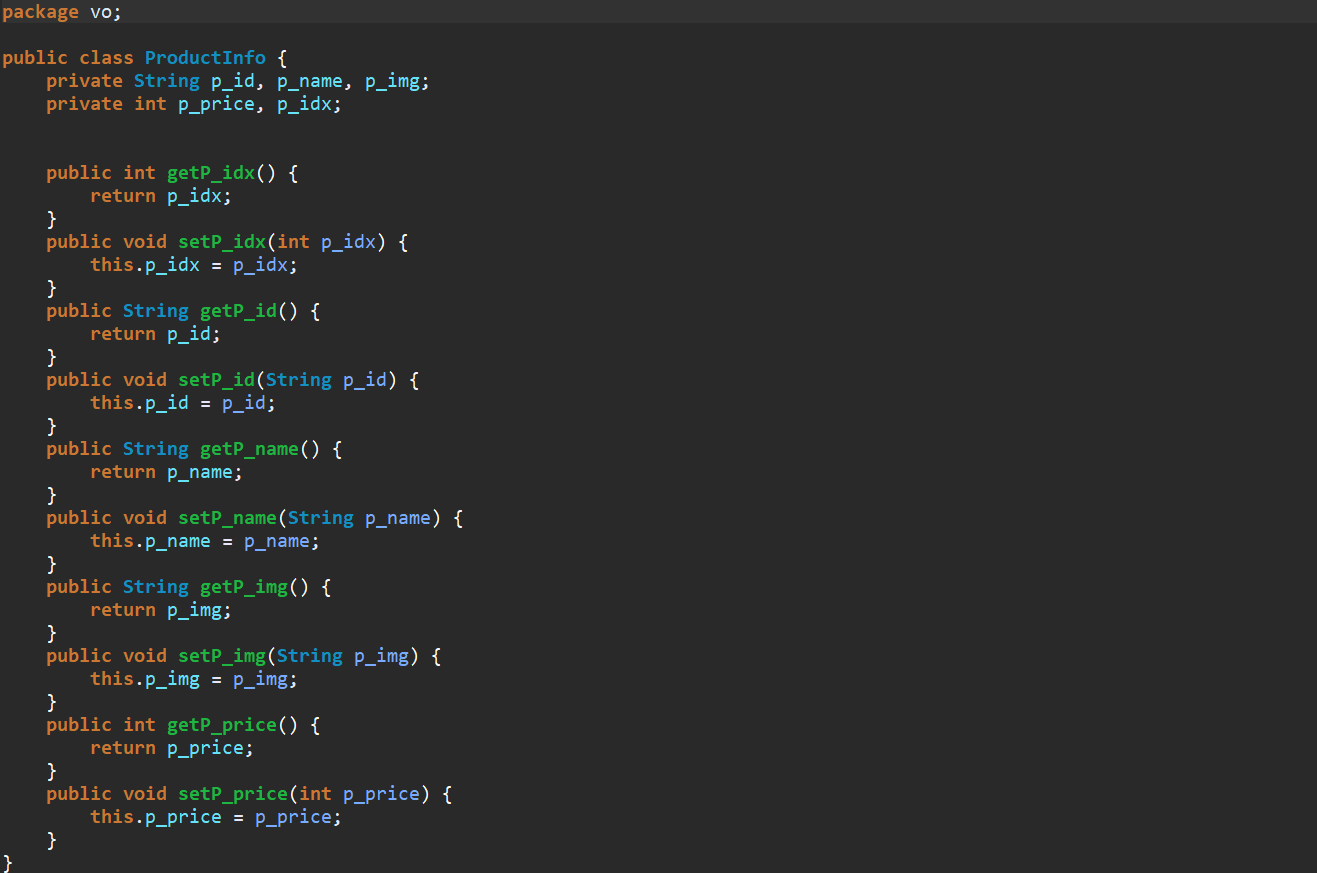 package vo;
public class ProductInfo {
private String p_id, p_name, p_img;
private int p_price, p_idx;
public int getP_idx() {
return p_idx;
}
public void setP_idx(int p_idx) {
this.p_idx = p_idx;
}
public String getP_id() {
return p_id;
}
public void setP_id(String p_id) {
this.p_id = p_id;
}
public String getP_name() {
return p_name;
}
public void setP_name(String p_name) {
this.p_name = p_name;
}
public String getP_img() {
return p_img;
}
public void setP_img(String p_img) {
this.p_img = p_img;
}
public int getP_price() {
return p_price;
}
public void setP_price(int p_price) {
this.p_price = p_price;
}
}